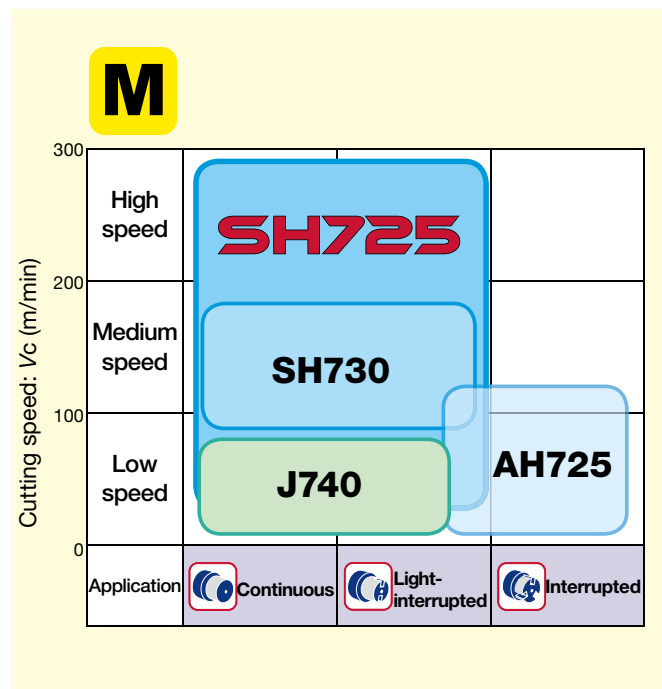 M
300
High
speed
SH725
200
Medium
speed
SH730
100
Low
speed
J740
AH725
0
Cutting speed: Vc (m/min)
Application
Continuous
Light-
interrupted
Interrupted